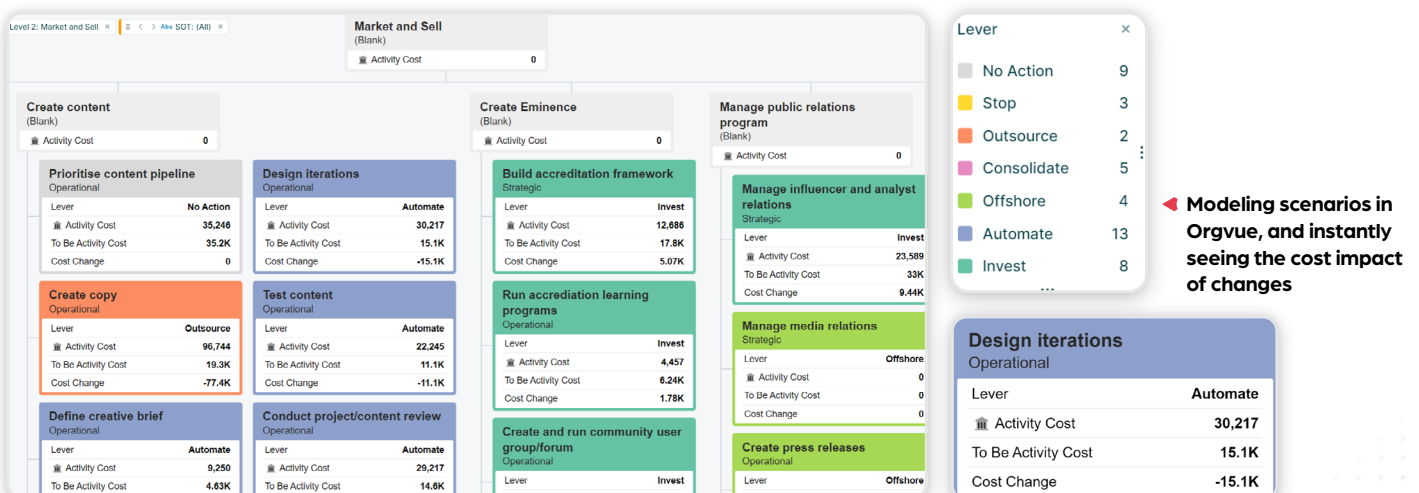 Level 2: Market and Sell × ≡ < > Abc SOT: (All) ×
Market and Sell
(Blank)
Activity Cost 0
Create content
(Blank)
Activity Cost 0
Prioritise content pipeline
Operational
Lever No Action
Activity Cost 35,246
To Be Activity Cost 35.2K
Cost Change 0
Create copy
Operational
Lever Outsource
Activity Cost 96,744
To Be Activity Cost 19.3K
Cost Change -77.4K
Define creative brief
Operational
Lever Automate
Activity Cost 9,250
To Be Activity Cost 4.63K
Design iterations
Operational
Lever Automate
Activity Cost 30,217
To Be Activity Cost 15.1K
Cost Change -15.1K
Test content
Operational
Lever Automate
Activity Cost 22,245
To Be Activity Cost 11.1K
Cost Change -11.1K
Conduct project/content review
Operational
Lever Automate
Activity Cost 29,217
To Be Activity Cost 14.6K
Create Eminence
(Blank)
Activity Cost 0
Build accreditation framework
Strategic
Lever Invest
Activity Cost 12,686
To Be Activity Cost 17.8K
Cost Change 5.07K
Run accrediation learning
programs
Operational
Lever Invest
Activity Cost 4,457
To Be Activity Cost 6.24K
Cost Change 1.78K
Create and run community user
group/forum
Operational
Lever Invest
Manage public relations
program
(Blank)
Activity Cost 0
Manage influencer and analyst
relations
Strategic
Lever Invest
Activity Cost 23,589
To Be Activity Cost 33K
Cost Change 9.44K
Manage media relations
Strategic
Lever Offshore
Activity Cost 0
To Be Activity Cost 0
Cost Change 0
Create press releases
Operational
Lever Offshore
Lever ×
No Action 9
Stop 3
Outsource 2
Consolidate 5
Offshore 4
Automate 13
Invest 8
...
Modeling scenarios in
Orgvue, and instantly
seeing the cost impact
of changes
Design iterations
Operational
Lever Automate
Activity Cost 30,217
To Be Activity Cost 15.1K
Cost Change -15.1K